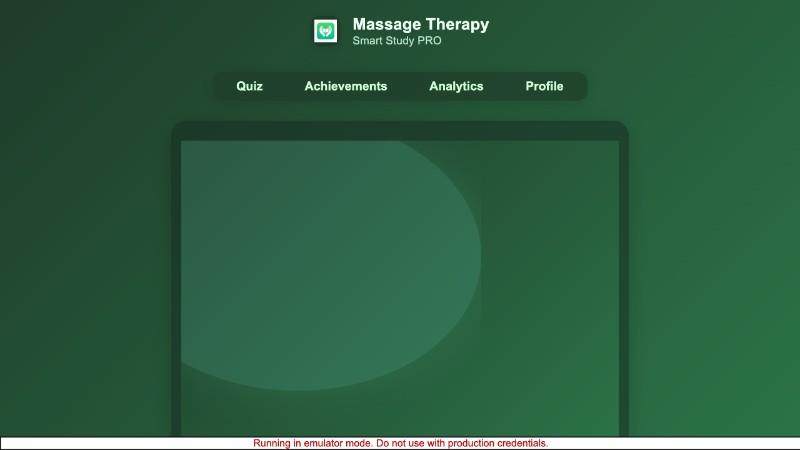 Massage Therapy
Smart Study PRO
Quiz Achievements Analytics Profile
Running in emulator mode. Do not use with production credentials.